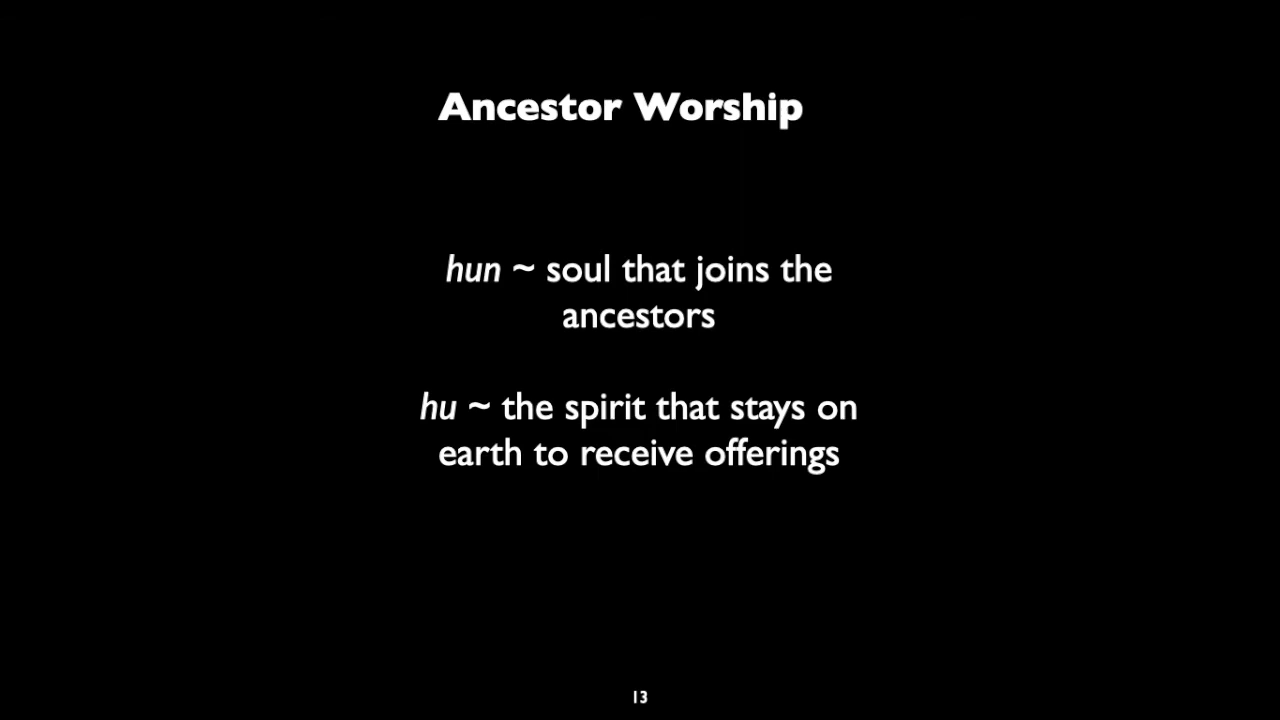 Ancestor Worship
hun ~ soul that joins the
ancestors
hu ~ the spirit that stays on
earth to receive offerings
13